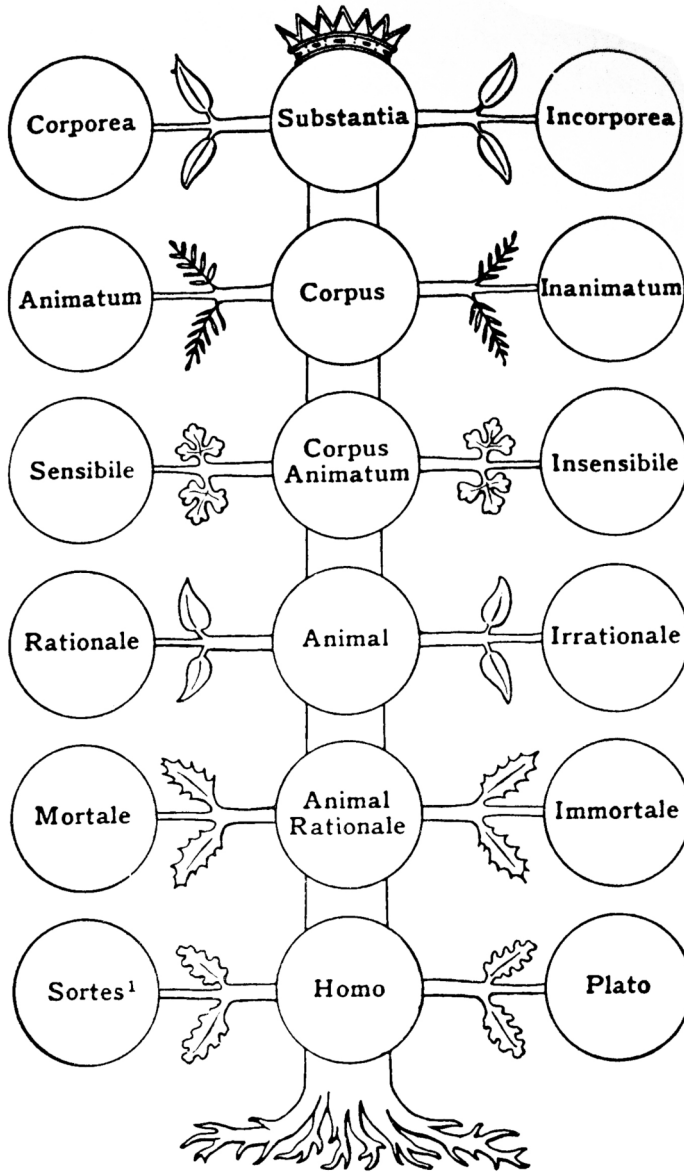 Corporea
Substantia
Incorporea
Animatum
Corpus
Inanimatum
Sensibile
Corpus
Animatum
Insensibile
Rationale
Animal
Irrationale
Mortale
Animal
Rationale
Immortale
Sortes¹
Homo
Plato